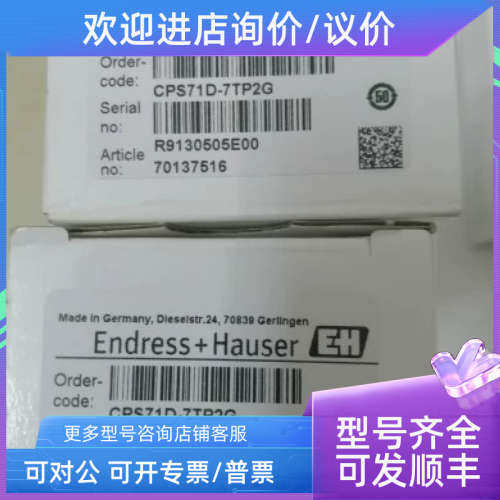 欢迎进店询价/议价
Order-
code:
CPS71D-7TP2G
Serial
no:
R9130505E00
Article
no:
70137516
50
Made in Germany, Dieselstr.24, 70839 Gerlingen
Endress+Hauser EH
Order-
code:
CPS71D-7TP2G
更多型号咨询店铺客服
可对公 可开专票/普票
型号齐全
可发顺丰